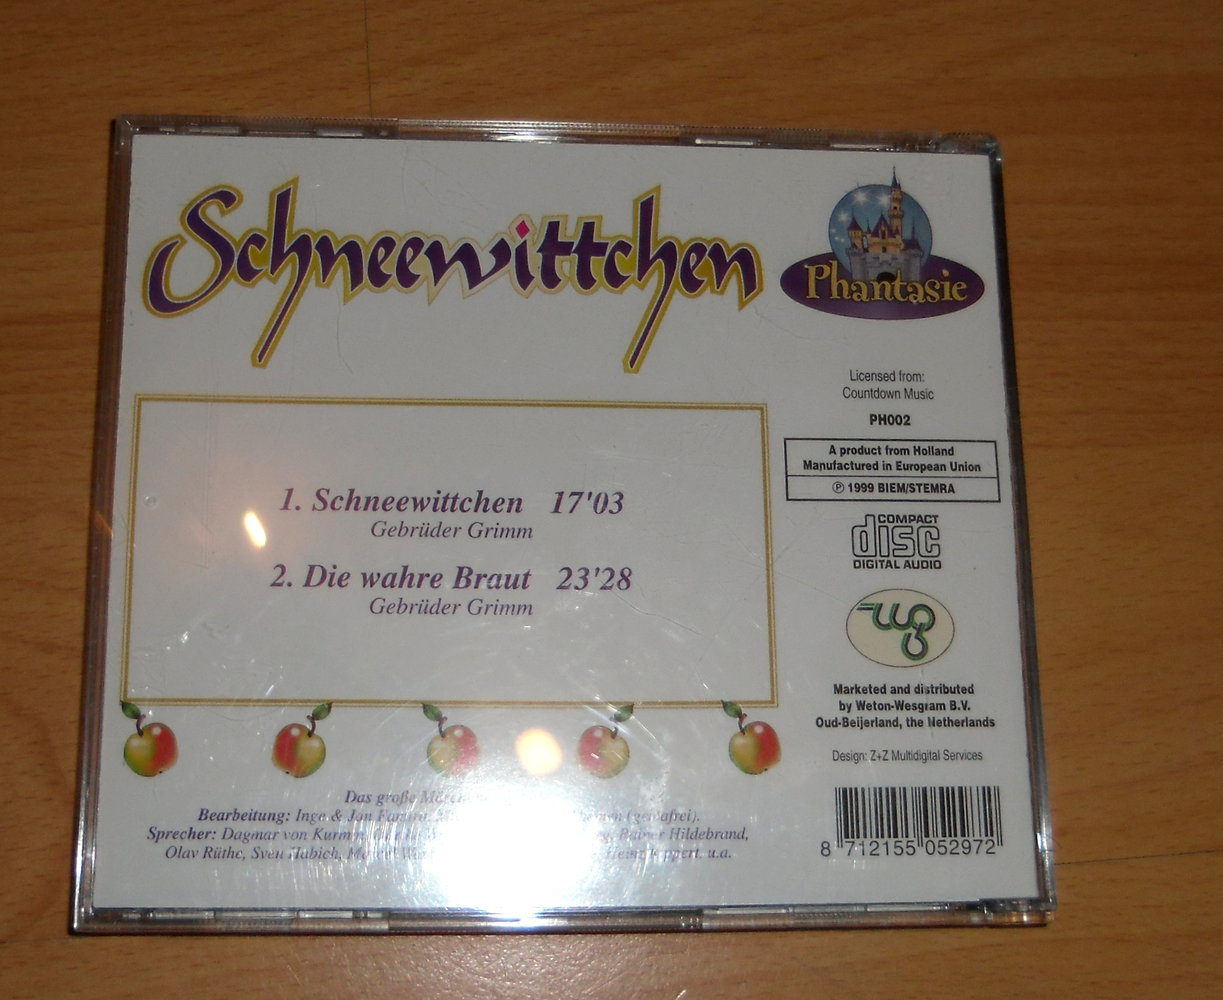 Schneewittchen
1. Schneewittchen 17'03
Gebrüder Grimm
2. Die wahre Braut 23'28
Gebrüder Grimm
Das große
Bearbeitung: Inge & Jan
Sprecher: Dagmar von Rainer Hildebrand,
Olav Rüthe, Sven Habich, u.a.
Phantasie
Licensed from:
Countdown Music
PH002
A product from Holland
Manufactured in European Union
℗ 1999 BIEM/STEMRA
COMPACT
disc
DIGITAL AUDIO
Marketed and distributed
by Weton-Wesgram B.V.
Oud-Beijerland, the Netherlands
Design: Z+Z Multidigital Services
8 712155 052972